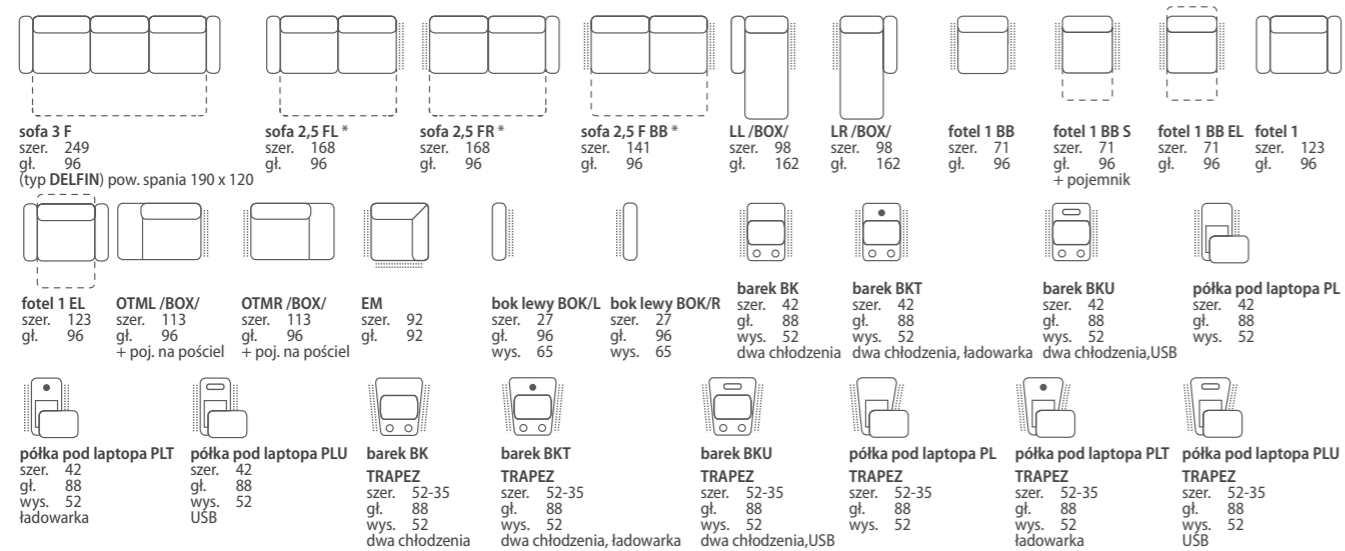 sofa 3 F
szer. 249
gł. 96
(typ DELFIN) pow. spania 190 x 120
sofa 2,5 FL *
szer. 168
gł. 96
sofa 2,5 FR *
szer. 168
gł. 96
sofa 2,5 F BB *
szer. 141
gł. 96
LL /BOX/
szer. 98
gł. 162
LR /BOX/
szer. 98
gł. 162
fotel 1 BB
szer. 71
gł. 96
fotel 1 BB S
szer. 71
gł. 96
+ pojemnik
fotel 1 BB EL
szer. 71
gł. 96
fotel 1
szer. 123
gł. 96
fotel 1 EL
szer. 123
gł. 96
OTML /BOX/
szer. 113
gł. 96
+ poj. na pościel
OTMR /BOX/
szer. 113
gł. 96
+ poj. na pościel
EM
szer. 92
gł. 92
bok lewy BOK/L
szer. 27
gł. 96
wys. 65
bok lewy BOK/R
szer. 27
gł. 96
wys. 65
barek BK
szer. 42
gł. 88
wys. 52
dwa chłodzenia
barek BKT
szer. 42
gł. 88
wys. 52
dwa chłodzenia, ładowarka
barek BKU
szer. 42
gł. 88
wys. 52
dwa chłodzenia,USB
półka pod laptopa PL
szer. 42
gł. 88
wys. 52
półka pod laptopa PLT
szer. 42
gł. 88
wys. 52
ładowarka
półka pod laptopa PLU
szer. 42
gł. 88
wys. 52
USB
barek BK
TRAPEZ
szer. 52-35
gł. 88
wys. 52
dwa chłodzenia
barek BKT
TRAPEZ
szer. 52-35
gł. 88
wys. 52
dwa chłodzenia, ładowarka
barek BKU
TRAPEZ
szer. 52-35
gł. 88
wys. 52
dwa chłodzenia,USB
półka pod laptopa PL
TRAPEZ
szer. 52-35
gł. 88
wys. 52
półka pod laptopa PLT
TRAPEZ
szer. 52-35
gł. 88
wys. 52
ładowarka
półka pod laptopa PLU
TRAPEZ
szer. 52-35
gł. 88
wys. 52
USB